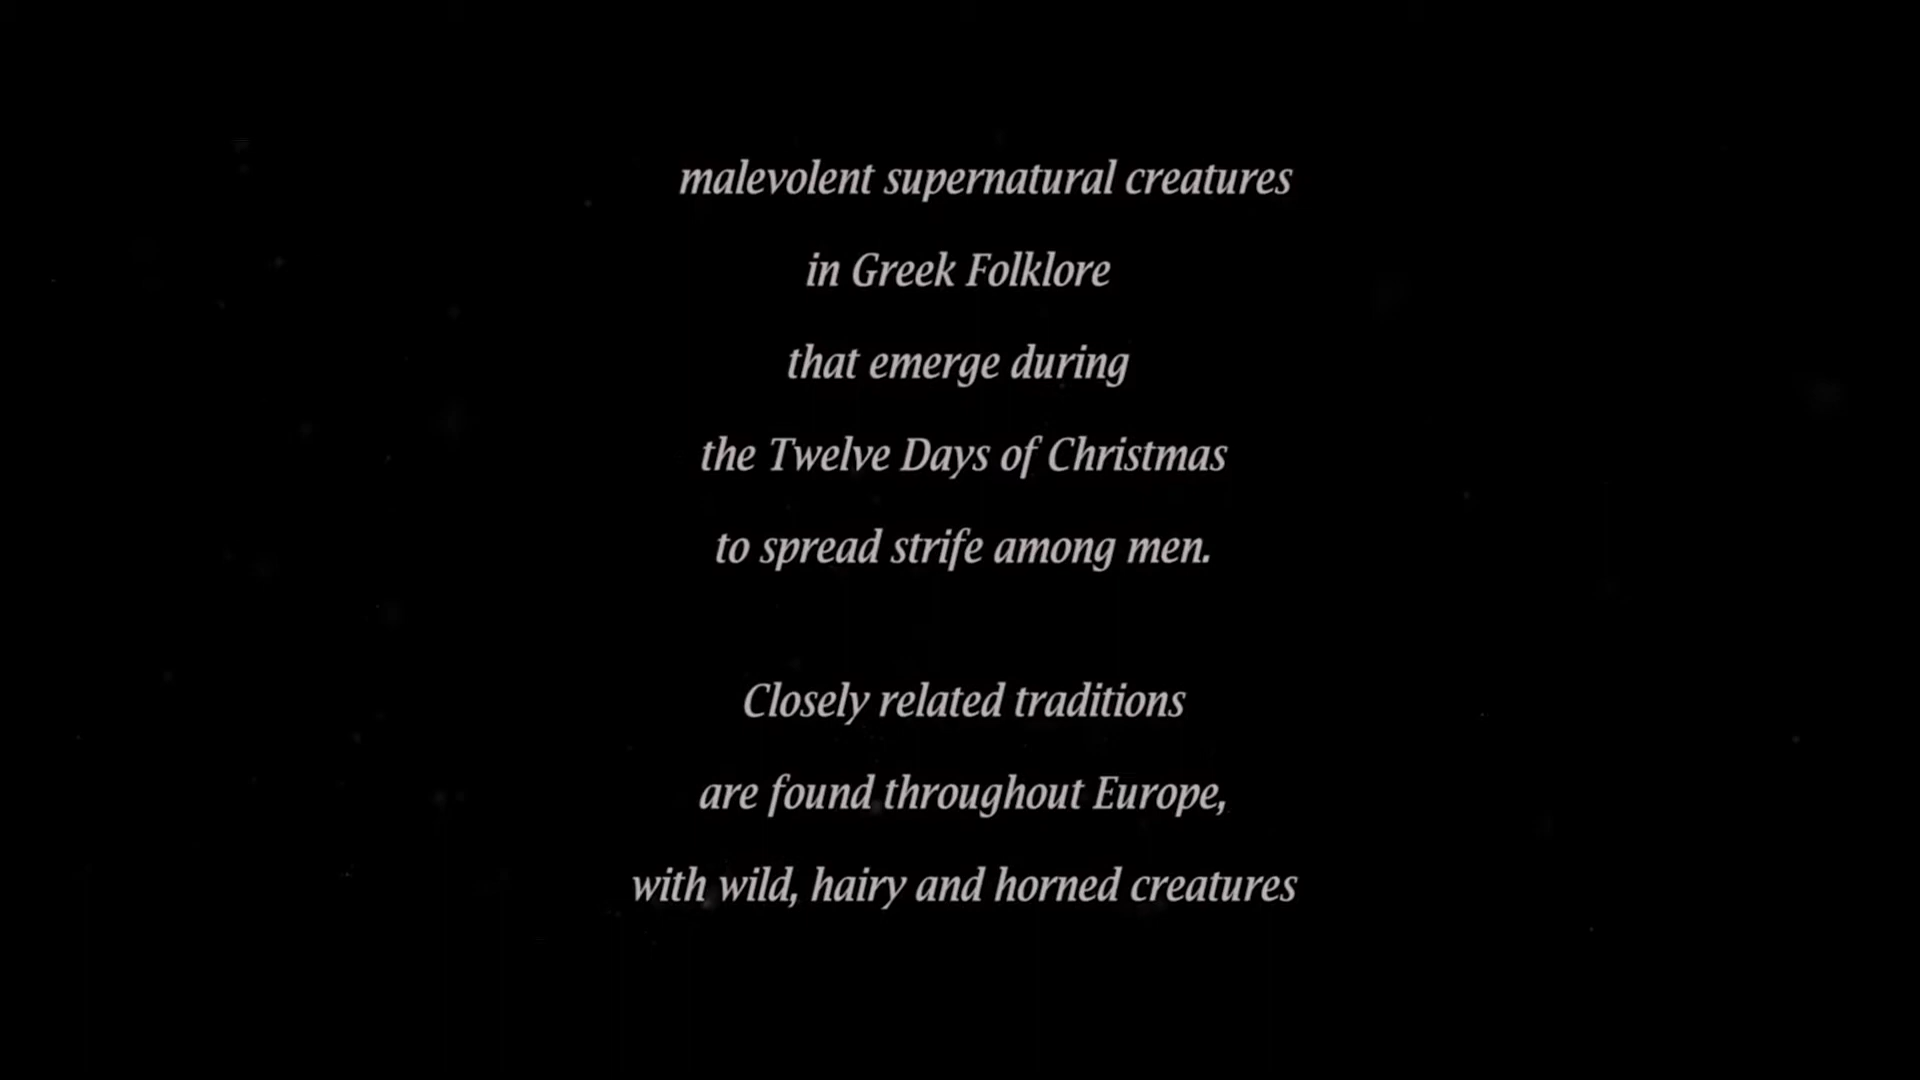 malevolent supernatural creatures
in Greek Folklore
that emerge during
the Twelve Days of Christmas
to spread strife among men.
Closely related traditions
are found throughout Europe,
with wild, hairy and horned creatures